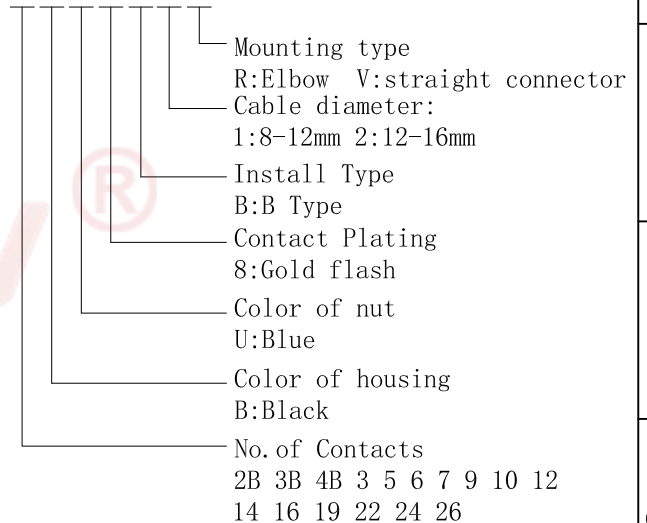 Mounting type
R:Elbow  V:straight connector
Cable diameter:
1:8-12mm 2:12-16mm
Install Type
B:B Type
Contact Plating
8:Gold flash
Color of nut
U:Blue
Color of housing
B:Black
No.of Contacts
2B 3B 4B 3 5 6 7 9 10 12
14 16 19 22 24 26
®